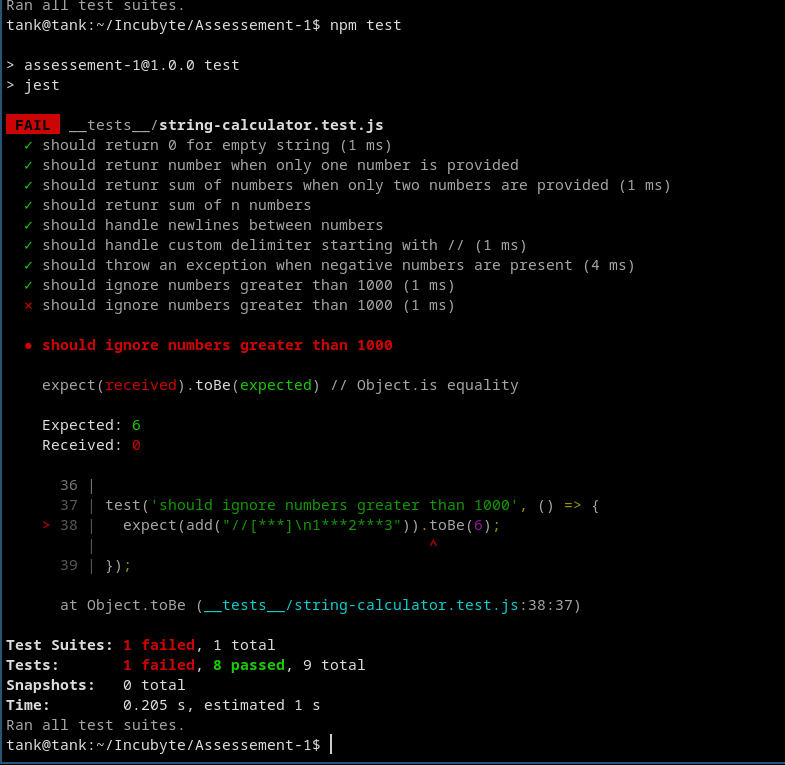 Ran all test suites.
tank@tank:~/Incubyte/Assessement-1$ npm test
> assessement-1@1.0.0 test
> jest
FAIL __tests__/string-calculator.test.js
✓ should return 0 for empty string (1 ms)
✓ should retunr number when only one number is provided
✓ should retunr sum of numbers when only two numbers are provided (1 ms)
✓ should retunr sum of n numbers
✓ should handle newlines between numbers
✓ should handle custom delimiter starting with // (1 ms)
✓ should throw an exception when negative numbers are present (4 ms)
✓ should ignore numbers greater than 1000 (1 ms)
✕ should ignore numbers greater than 1000 (1 ms)
● should ignore numbers greater than 1000
expect(received).toBe(expected) // Object.is equality
Expected: 6
Received: 0
36 |
37 | test('should ignore numbers greater than 1000', () => {
> 38 |   expect(add("//[***]\n1***2***3")).toBe(6);
|                                     ^
39 | });
at Object.toBe (__tests__/string-calculator.test.js:38:37)
Test Suites: 1 failed, 1 total
Tests:       1 failed, 8 passed, 9 total
Snapshots:   0 total
Time:        0.205 s, estimated 1 s
Ran all test suites.
tank@tank:~/Incubyte/Assessement-1$